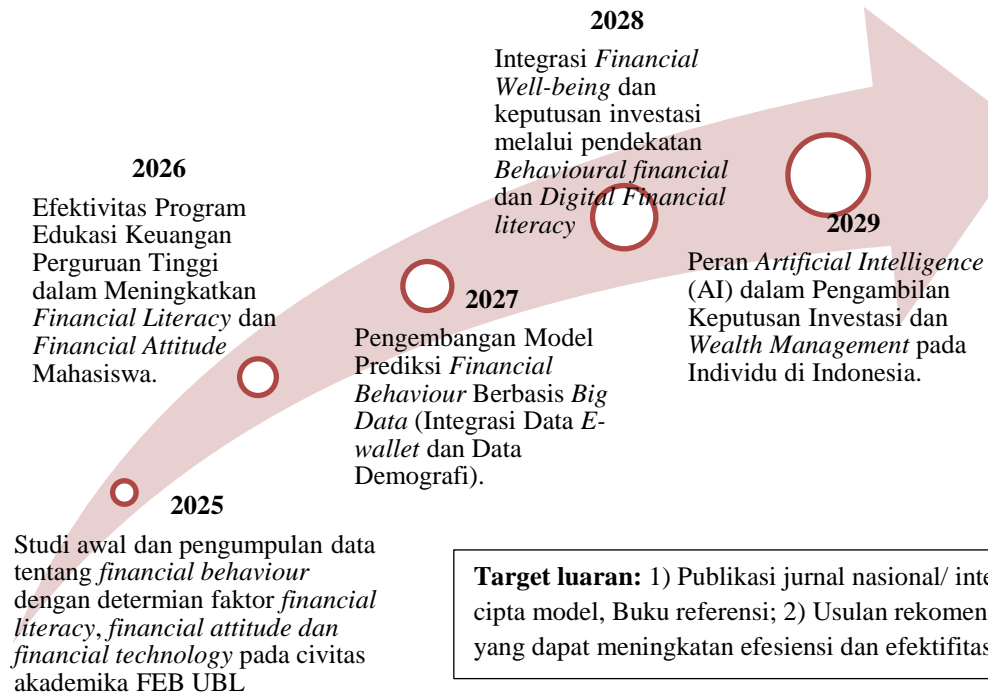 2025
Studi awal dan pengumpulan data
tentang financial behaviour
dengan determian faktor financial
literacy, financial attitude dan
financial technology pada civitas
akademika FEB UBL
2026
Efektivitas Program
Edukasi Keuangan
Perguruan Tinggi
dalam Meningkatkan
Financial Literacy dan
Financial Attitude
Mahasiswa.
2027
Pengembangan Model
Prediksi Financial
Behaviour Berbasis Big
Data (Integrasi Data E-
wallet dan Data
Demografi).
2028
Integrasi Financial
Well-being dan
keputusan investasi
melalui pendekatan
Behavioural financial
dan Digital Financial
literacy
2029
Peran Artificial Intelligence
(AI) dalam Pengambilan
Keputusan Investasi dan
Wealth Management pada
Individu di Indonesia.
Target luaran: 1) Publikasi jurnal nasional/
cipta model, Buku referensi; 2) Usulan
yang dapat meningkatan efesiensi dan efektifitas